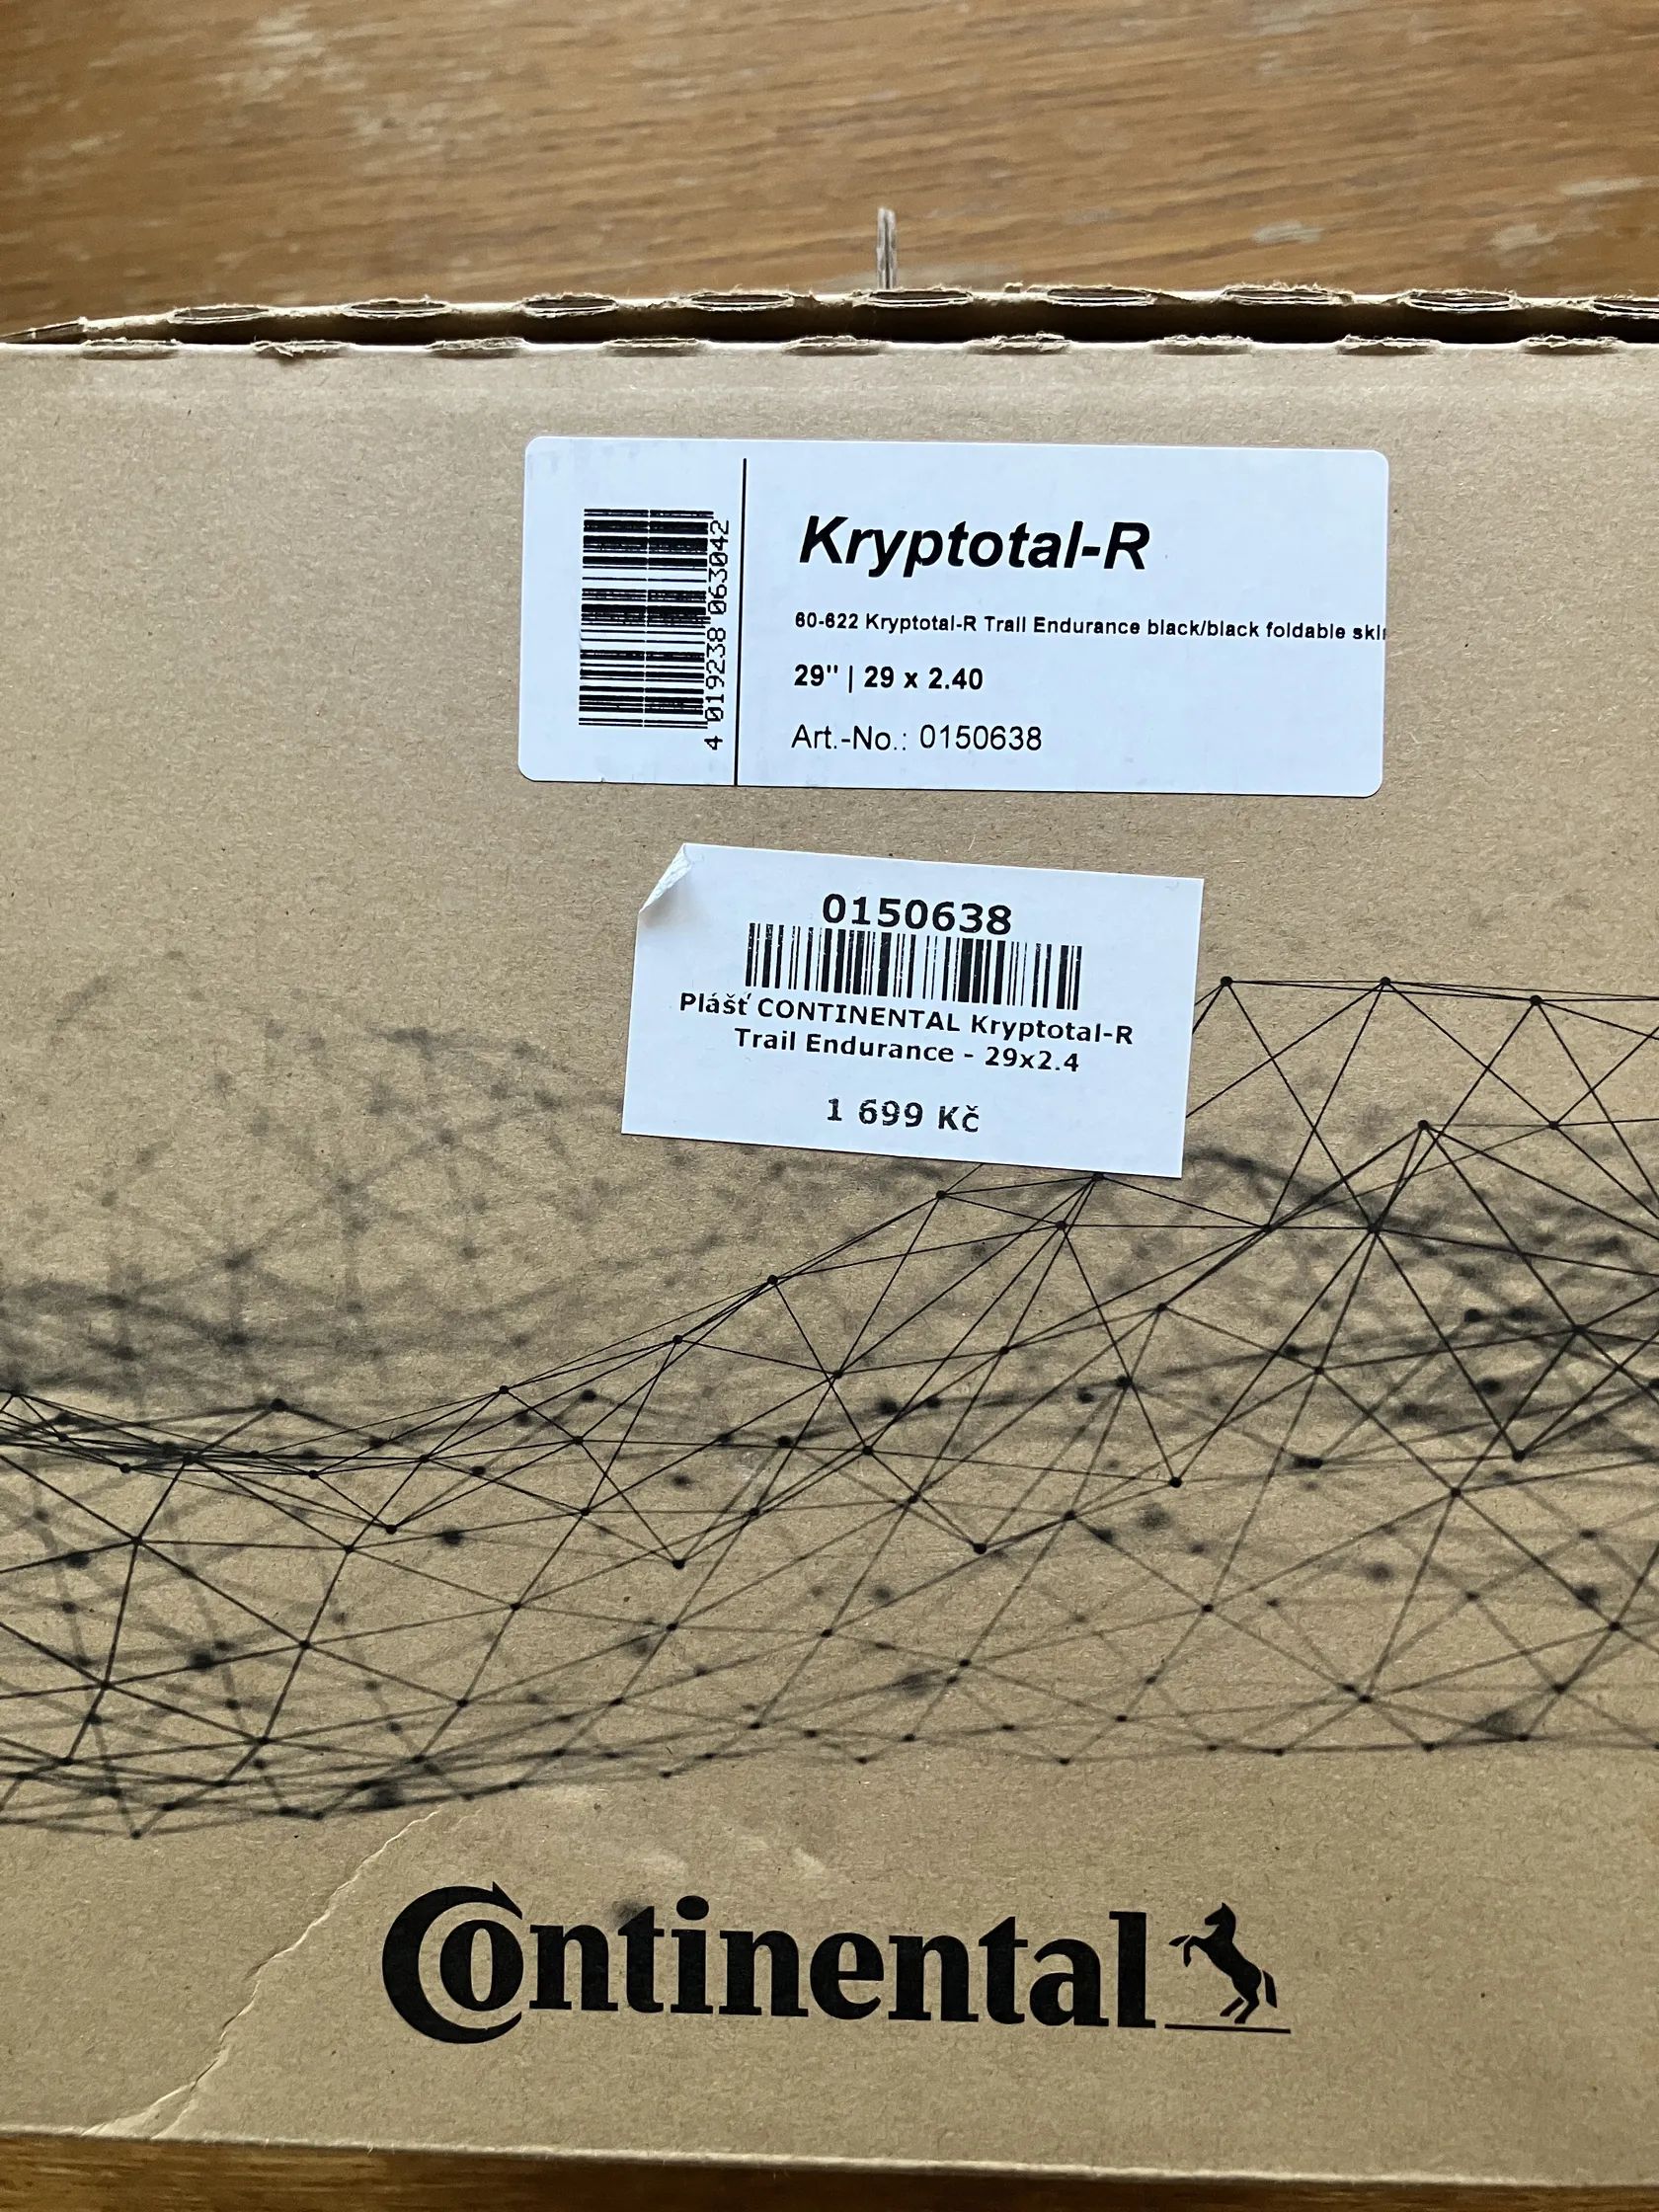 Kryptotal-R
60-622 Kryptotal-R Trail Endurance black/black foldable
29" | 29 x 2.40
Art.-No.: 0150638
4 019238 063042
0150638
Plášť CONTINENTAL Kryptotal-R
Trail Endurance - 29x2.4
1 699 Kč
Continental